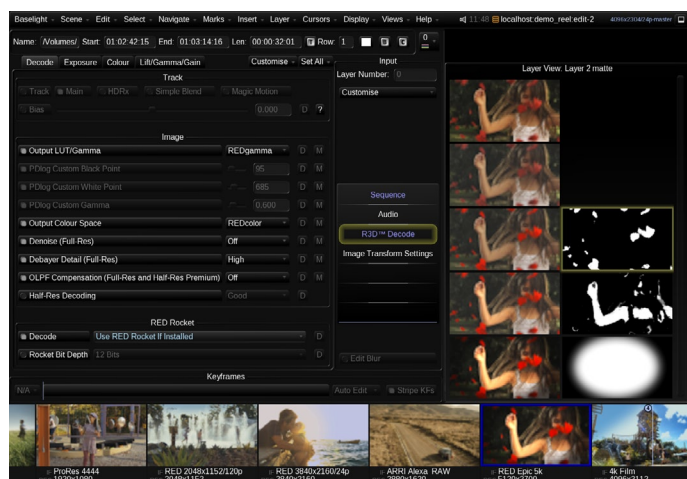 Baselight Scene Edit Select Navigate Marks Insert Layer Cursors Display Views Help 11:48 localhost:demo_reel:edit-2 4096x2304/24p-master
Name: /Volumes/ Start: 01:02:42:15 End: 01:03:14:16 Len: 00:00:32:01 Row: 1 0
Decode Exposure Colour Lift/Gamma/Gain Customise Set All
Input
Track
Layer Number: 0
Track Main HDRx Simple Blend Magic Motion
Customise
Bias 0.000 D ?
Layer View: Layer 2 matte
Image
Output LUT/Gamma REDgamma D M
PDlog Custom Black Point 95 D M
PDlog Custom White Point 685 D M
PDlog Custom Gamma 0.600 D M
Output Colour Space REDcolor D M
Denoise (Full-Res) Off D M
Debayer Detail (Full-Res) High D M
OLPF Compensation (Full-Res and Half-Res Premium) Off D M
Half-Res Decoding Good D
Sequence
Audio
R3D™ Decode
Image Transform Settings
RED Rocket
Decode Use RED Rocket If Installed D
Rocket Bit Depth 12 Bits D
Edit Blur
Keyframes
N/A Auto Edit Stripe KFs
ProRes 4444
RED 2048x1152/120p
RED 3840x2160/24p
ARRI Alexa RAW
RED Epic 5k
4k Film